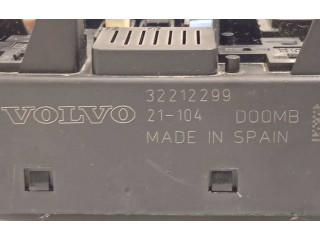 32212299
VOLVO 21-104 D00MB
MADE IN SPAIN